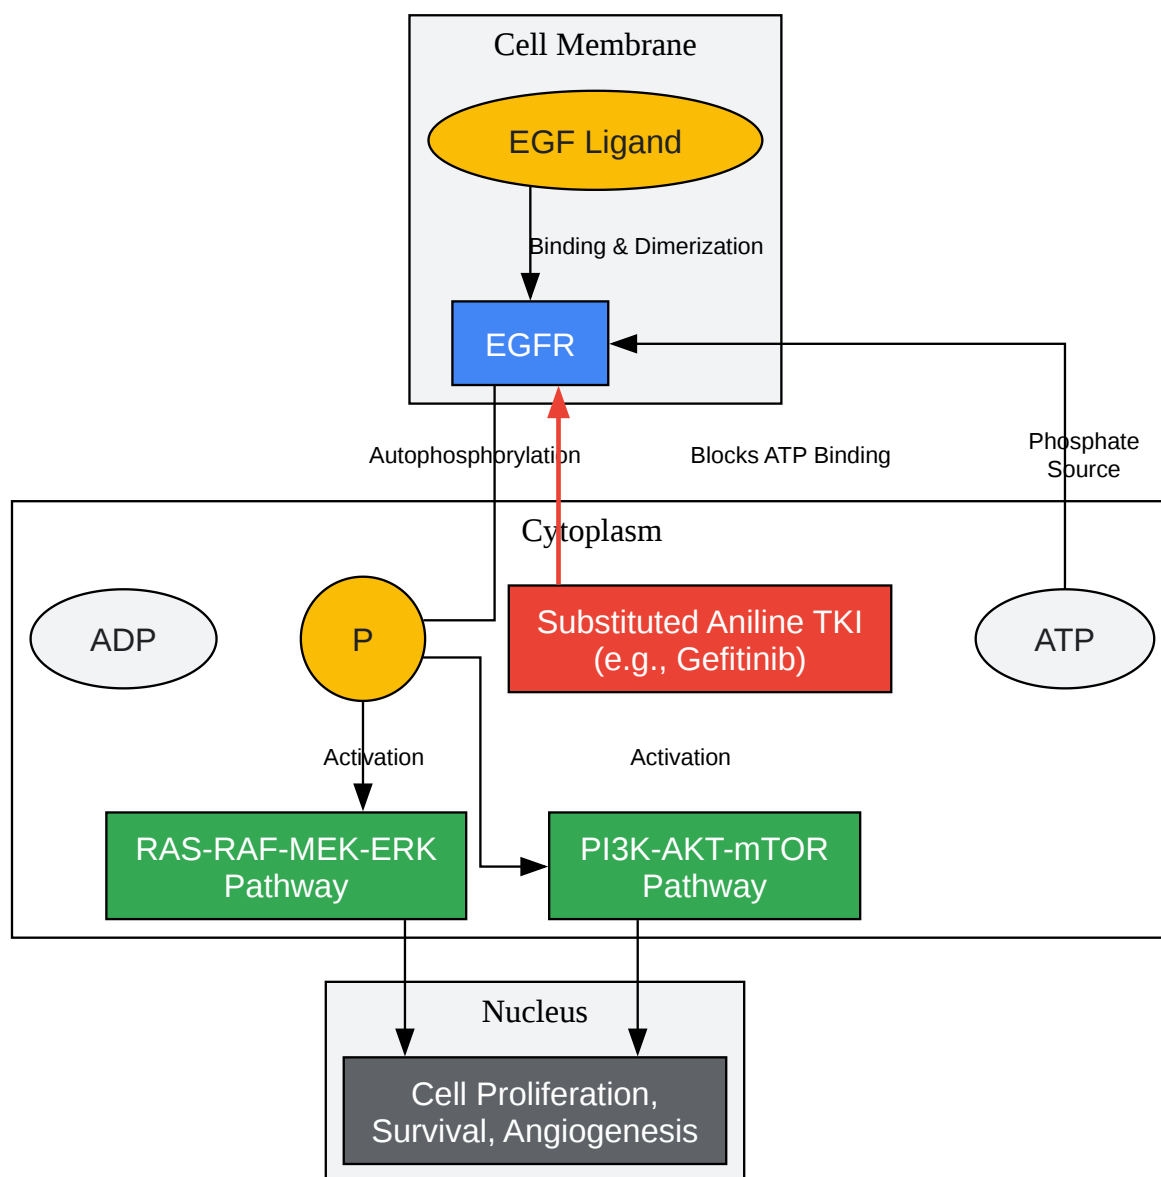 Cell Membrane
EGF Ligand
Binding & Dimerization
EGFR
Autophosphorylation
Blocks ATP Binding
Phosphate
Source
Cytoplasm
ADP
P
Substituted Aniline TKI
(e.g., Gefitinib)
ATP
Activation
Activation
RAS-RAF-MEK-ERK
Pathway
PI3K-AKT-mTOR
Pathway
Nucleus
Cell Proliferation,
Survival, Angiogenesis